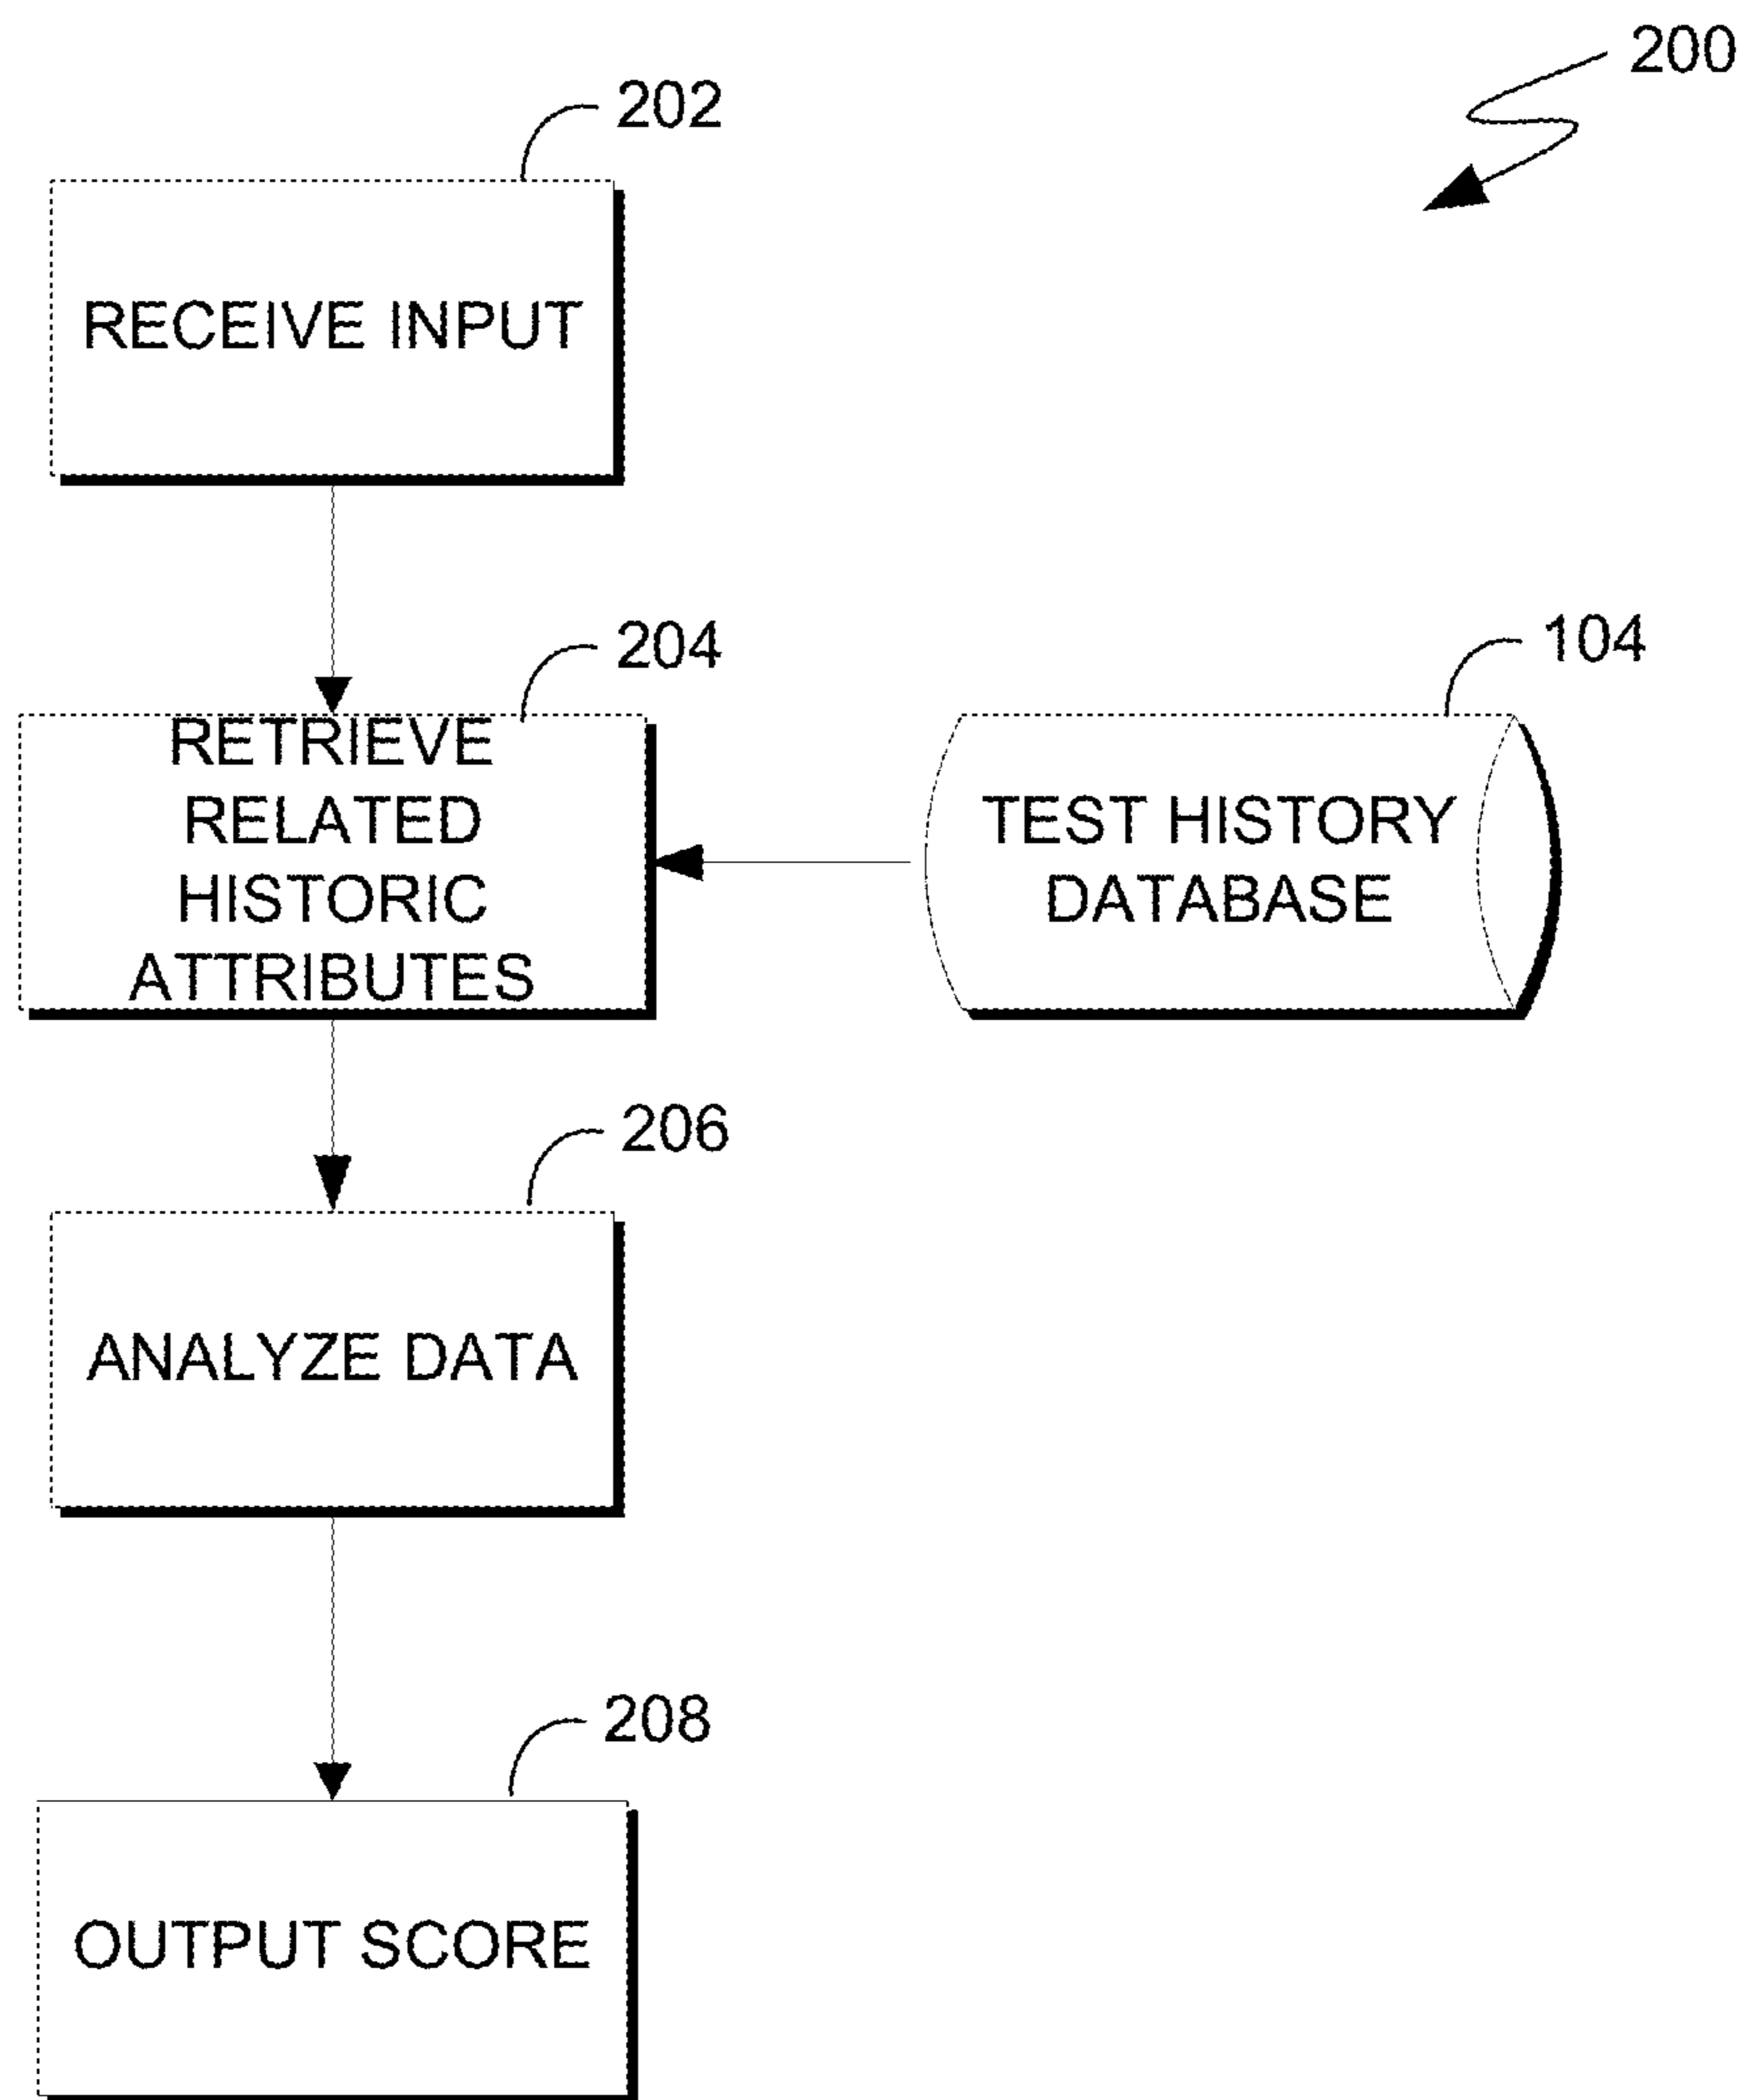 200
202
RECEIVE INPUT
204
RETRIEVE
RELATED
HISTORIC
ATTRIBUTES
104
TEST HISTORY
DATABASE
206
ANALYZE DATA
208
OUTPUT SCORE